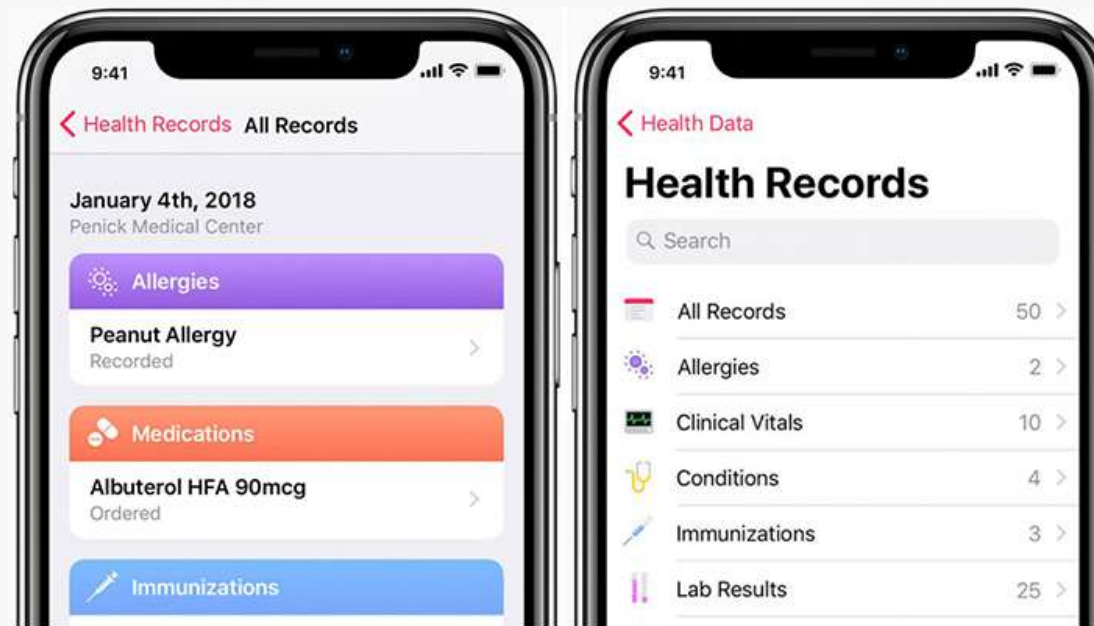 9:41
Health Records All Records
January 4th, 2018
Penick Medical Center
Allergies
Peanut Allergy
Recorded
Medications
Albuterol HFA 90mcg
Ordered
Immunizations
9:41
Health Data
Health Records
Search
All Records 50
Allergies 2
Clinical Vitals 10
Conditions 4
Immunizations 3
Lab Results 25